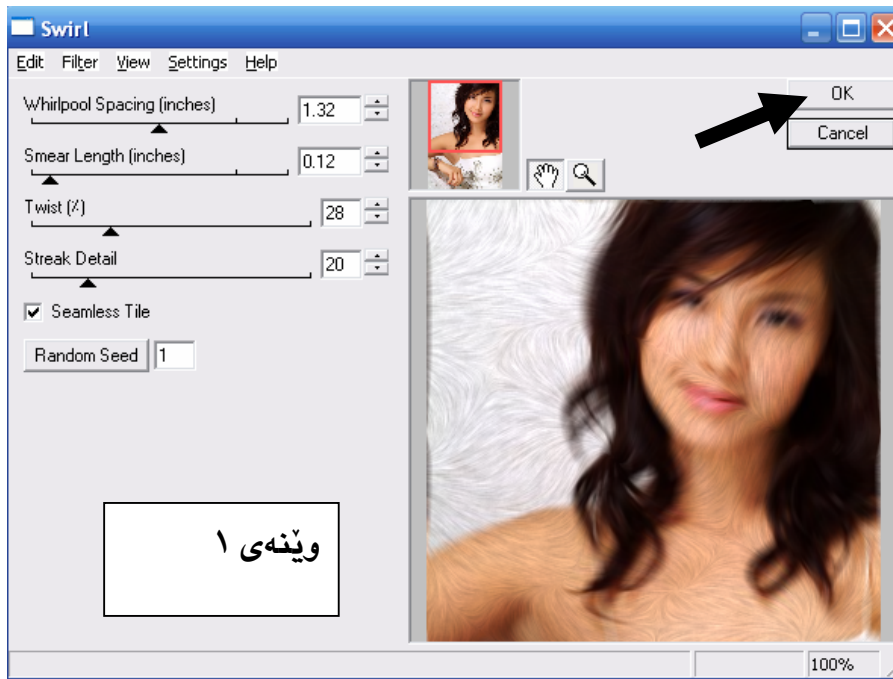 Swirl
Edit Filter View Settings Help
Whirlpool Spacing (inches) 1.32
Smear Length (inches) 0.12
Twist (%) 28
Streak Detail 20
Seamless Tile
Random Seed 1
OK
Cancel
وێنەی ١
100%